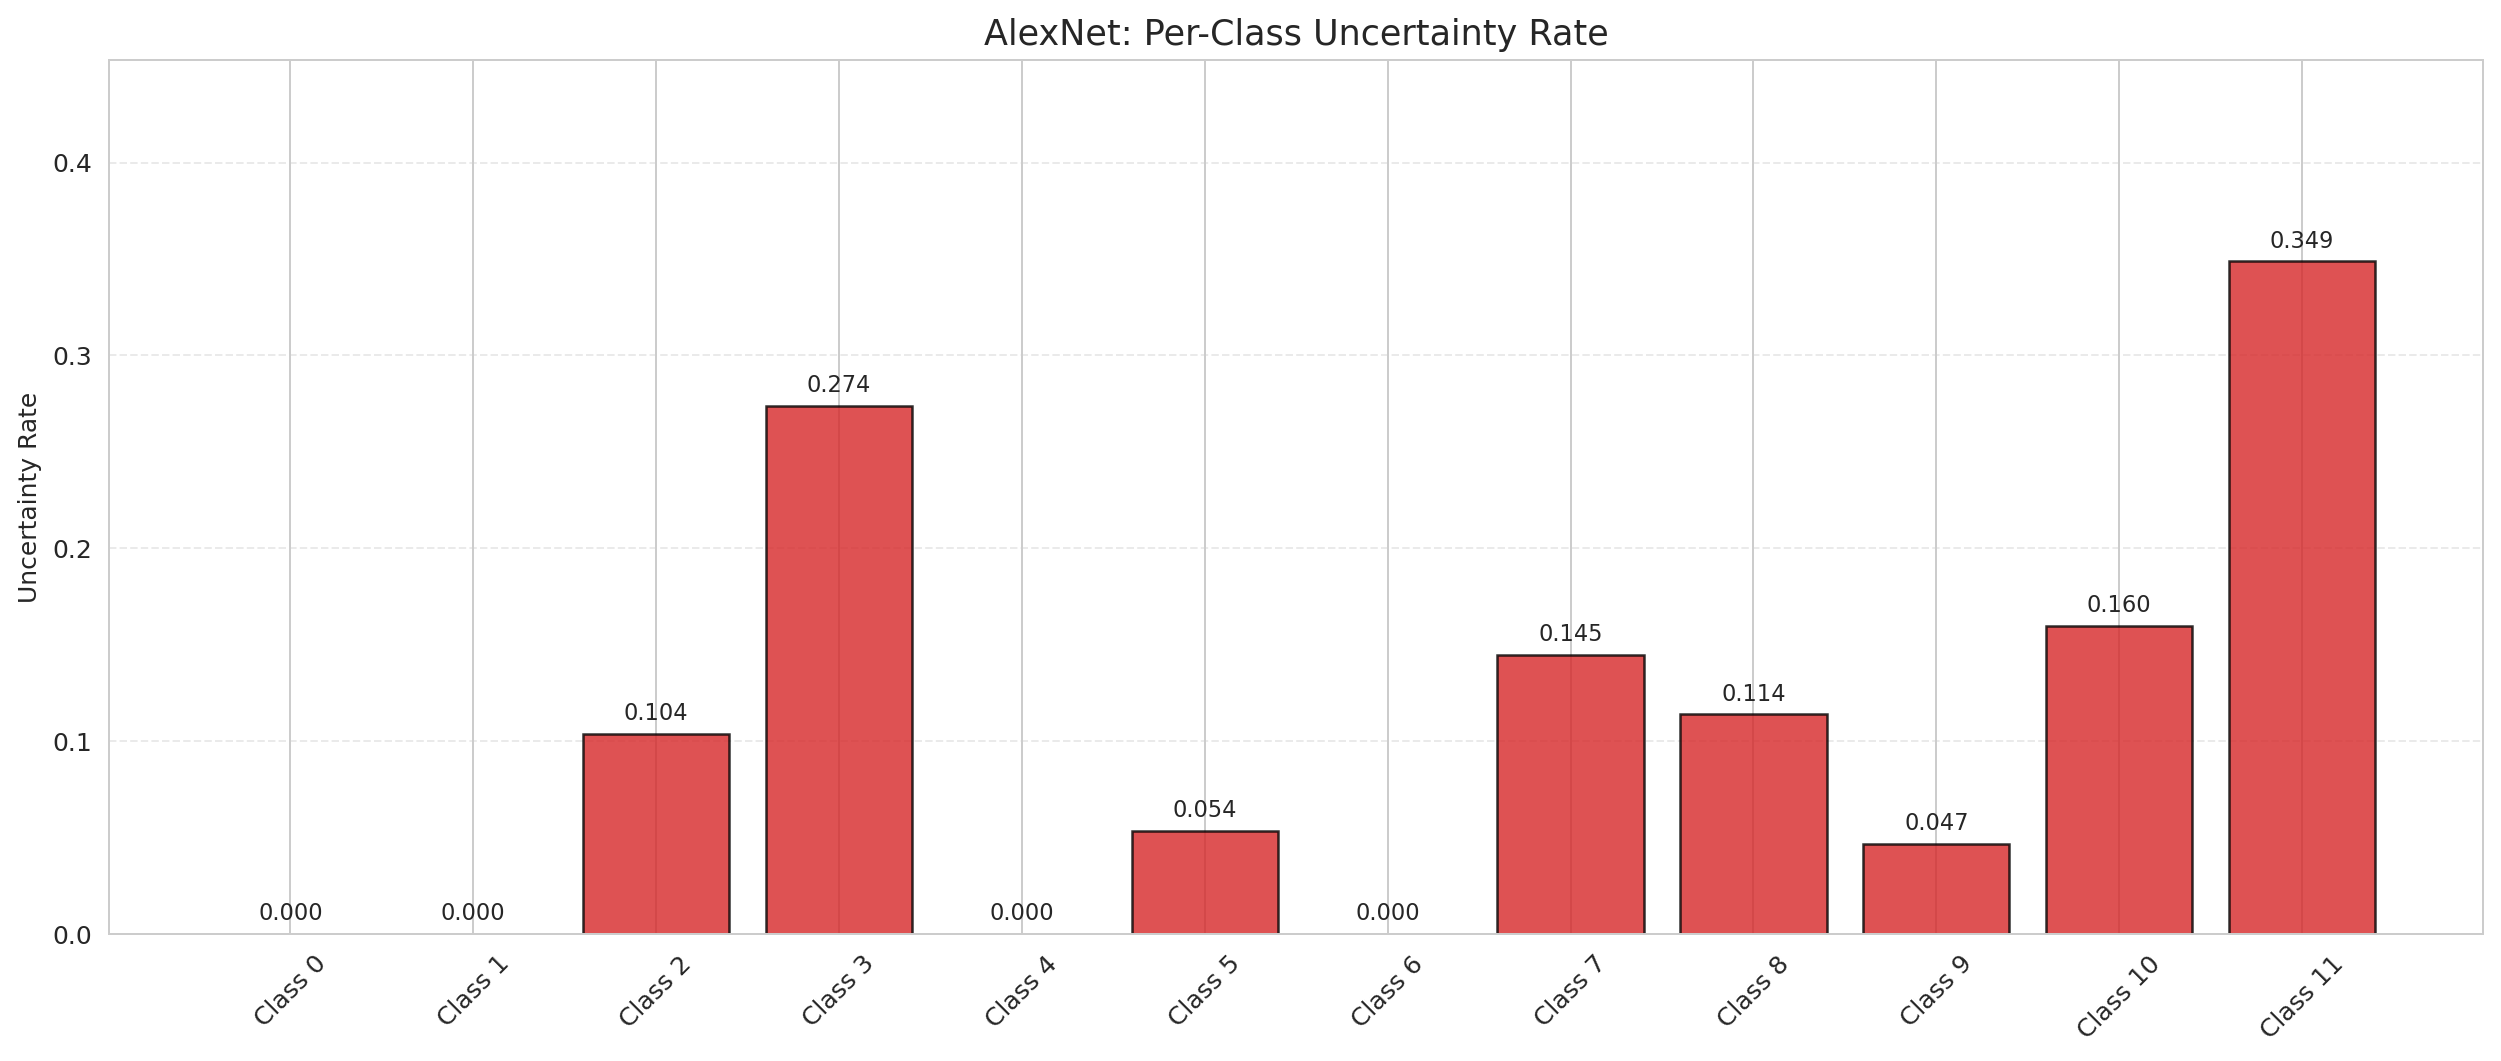 AlexNet: Per-Class Uncertainty Rate
Uncertainty Rate
0.4
0.3
0.2
0.1
0.0
0.000
0.000
0.104
0.274
0.000
0.054
0.000
0.145
0.114
0.047
0.160
0.349
Class 0
Class 1
Class 2
Class 3
Class 4
Class 5
Class 6
Class 7
Class 8
Class 9
Class 10
Class 11